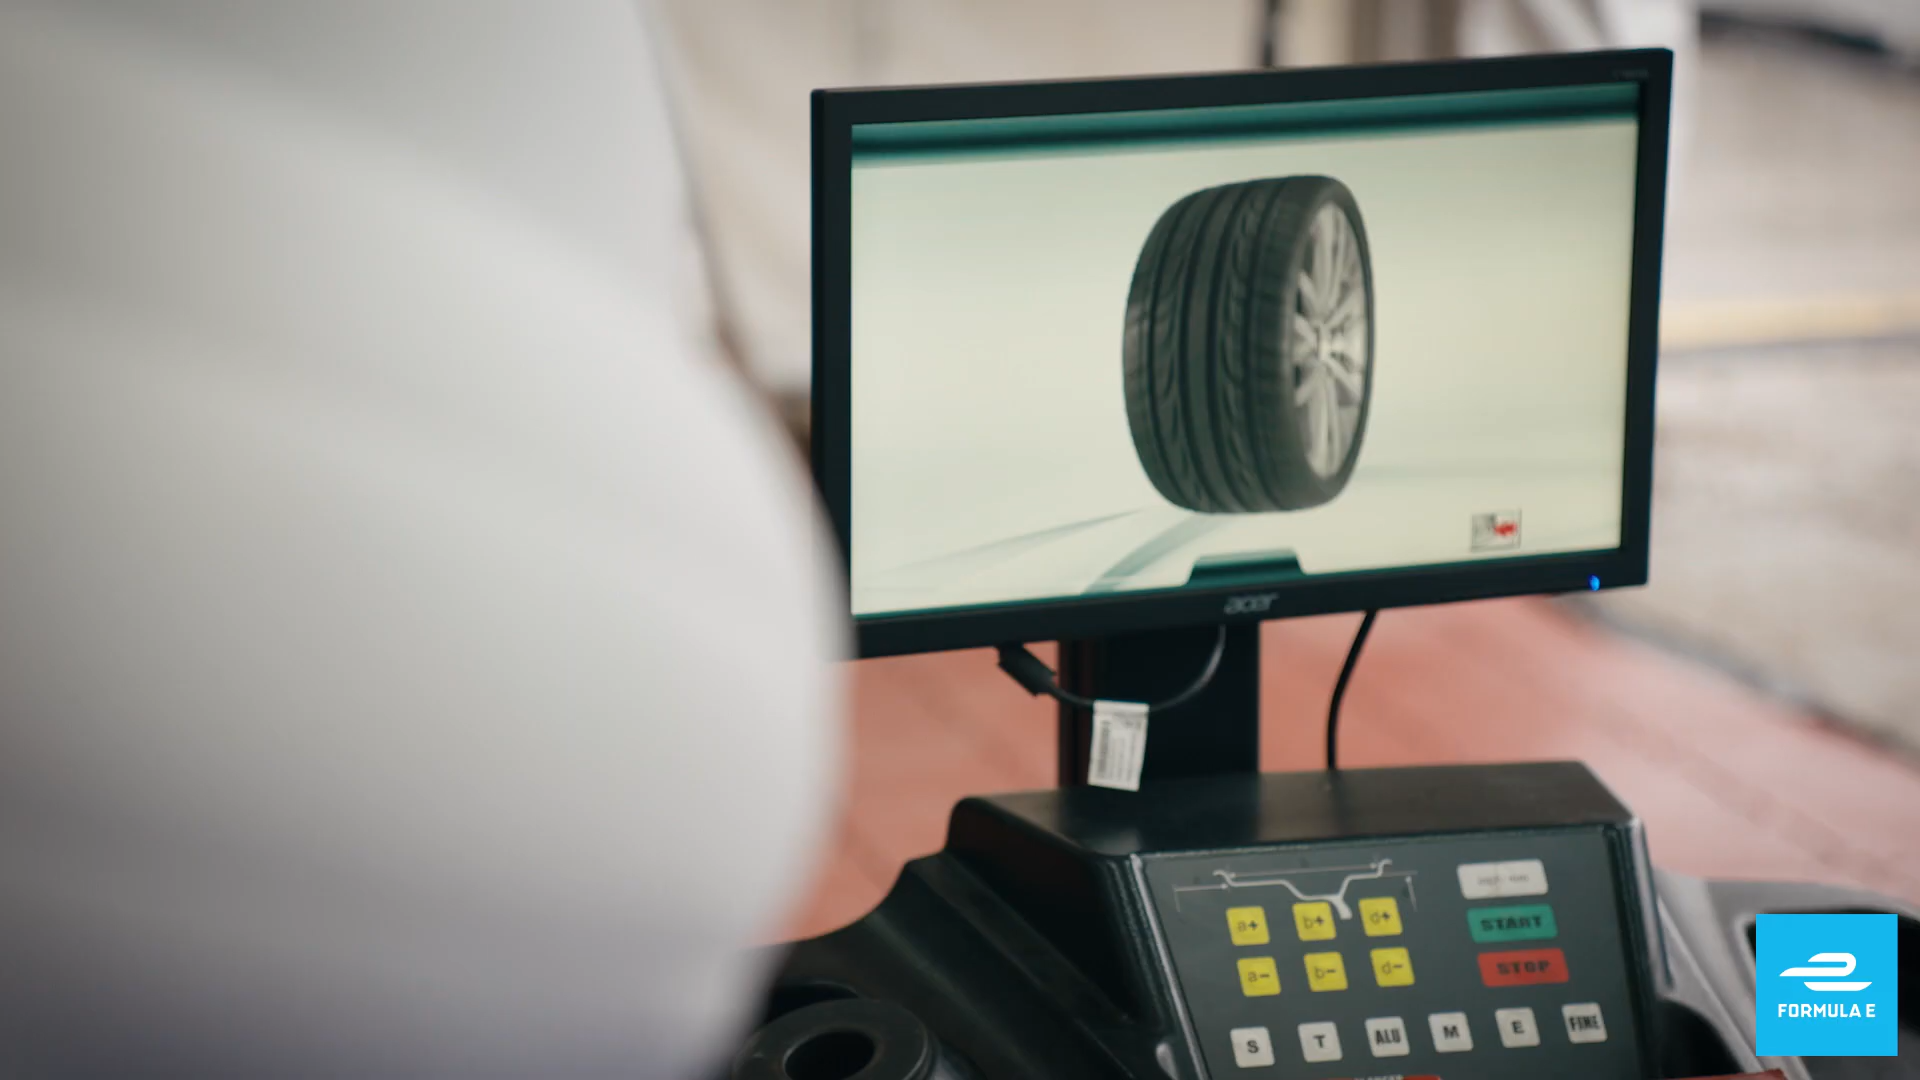 acer
a+ b+ d+
START
a- b- d-
STOP
S T ALU M E FINE
FORMULA E